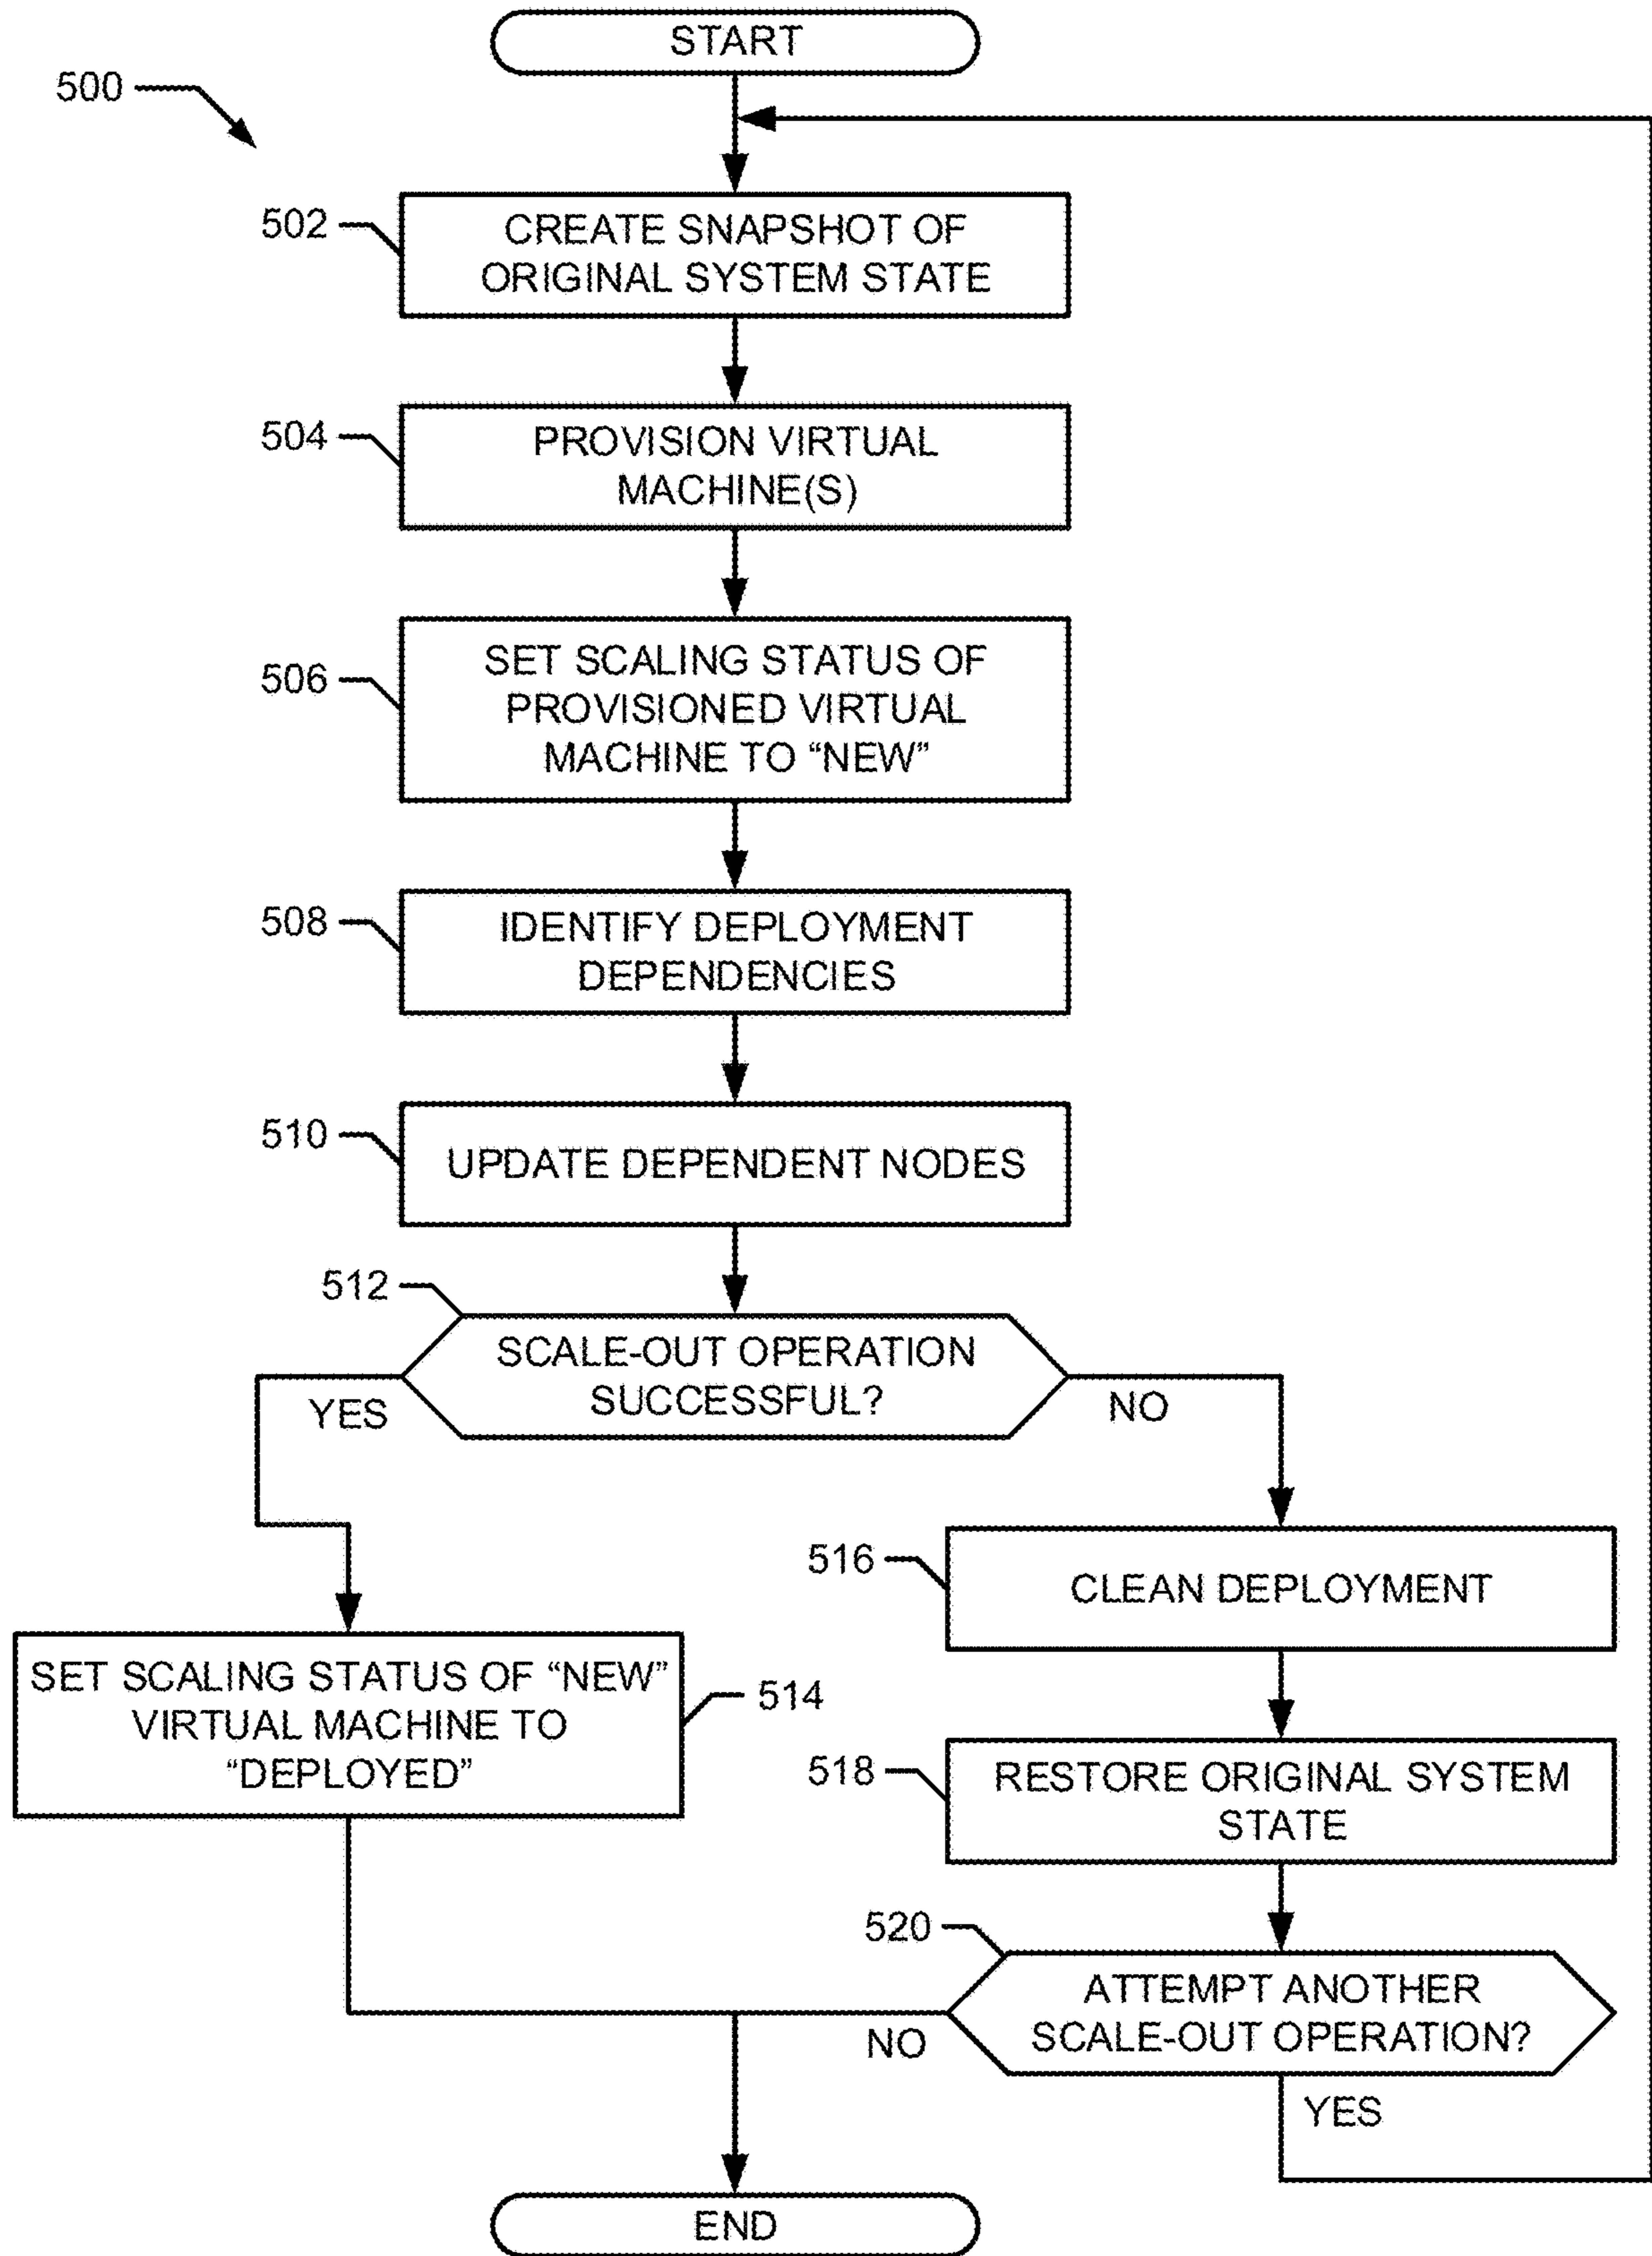 START
500
502
CREATE SNAPSHOT OF
ORIGINAL SYSTEM STATE
504
PROVISION VIRTUAL
MACHINE(S)
506
SET SCALING STATUS OF
PROVISIONED VIRTUAL
MACHINE TO “NEW”
508
IDENTIFY DEPLOYMENT
DEPENDENCIES
510
UPDATE DEPENDENT NODES
512
SCALE-OUT OPERATION
SUCCESSFUL?
YES
NO
516
CLEAN DEPLOYMENT
SET SCALING STATUS OF “NEW”
VIRTUAL MACHINE TO
“DEPLOYED”
514
518
RESTORE ORIGINAL SYSTEM
STATE
520
ATTEMPT ANOTHER
SCALE-OUT OPERATION?
NO
YES
END